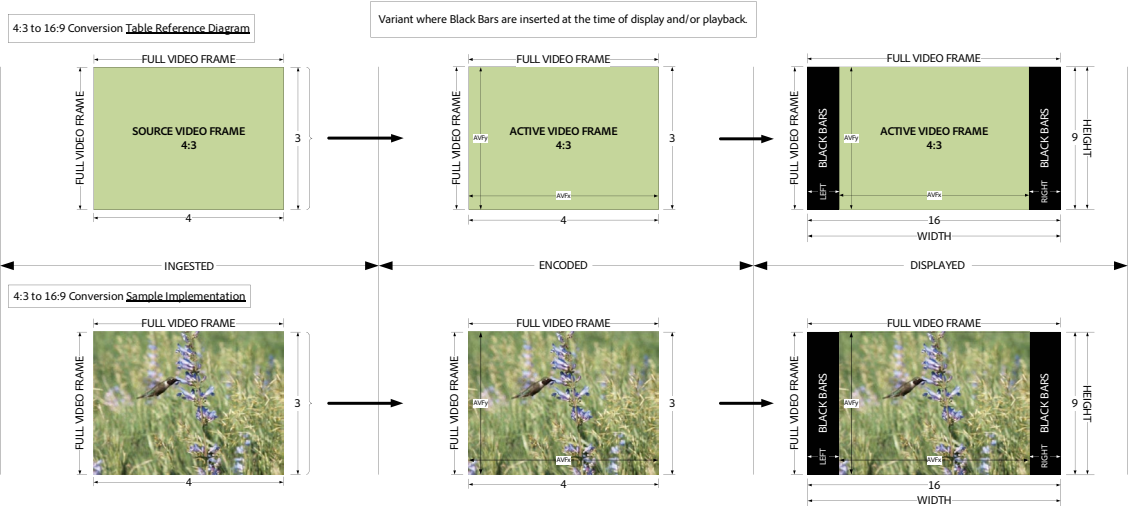 4:3 to 16:9 Conversion Table Reference Diagram
Variant where Black Bars are inserted at the time of display and/or playback.
FULL VIDEO FRAME
FULL VIDEO FRAME
SOURCE VIDEO FRAME
4:3
3
4
FULL VIDEO FRAME
FULL VIDEO FRAME
AVFy
ACTIVE VIDEO FRAME
4:3
AVFx
3
4
FULL VIDEO FRAME
FULL VIDEO FRAME
BLACK BARS
LEFT
AVFy
ACTIVE VIDEO FRAME
4:3
AVFx
BLACK BARS
RIGHT
9
HEIGHT
16
WIDTH
INGESTED
ENCODED
DISPLAYED
4:3 to 16:9 Conversion Sample Implementation
FULL VIDEO FRAME
FULL VIDEO FRAME
3
4
FULL VIDEO FRAME
FULL VIDEO FRAME
AVFy
AVFx
3
4
FULL VIDEO FRAME
FULL VIDEO FRAME
BLACK BARS
LEFT
AVFy
AVFx
BLACK BARS
RIGHT
9
HEIGHT
16
WIDTH